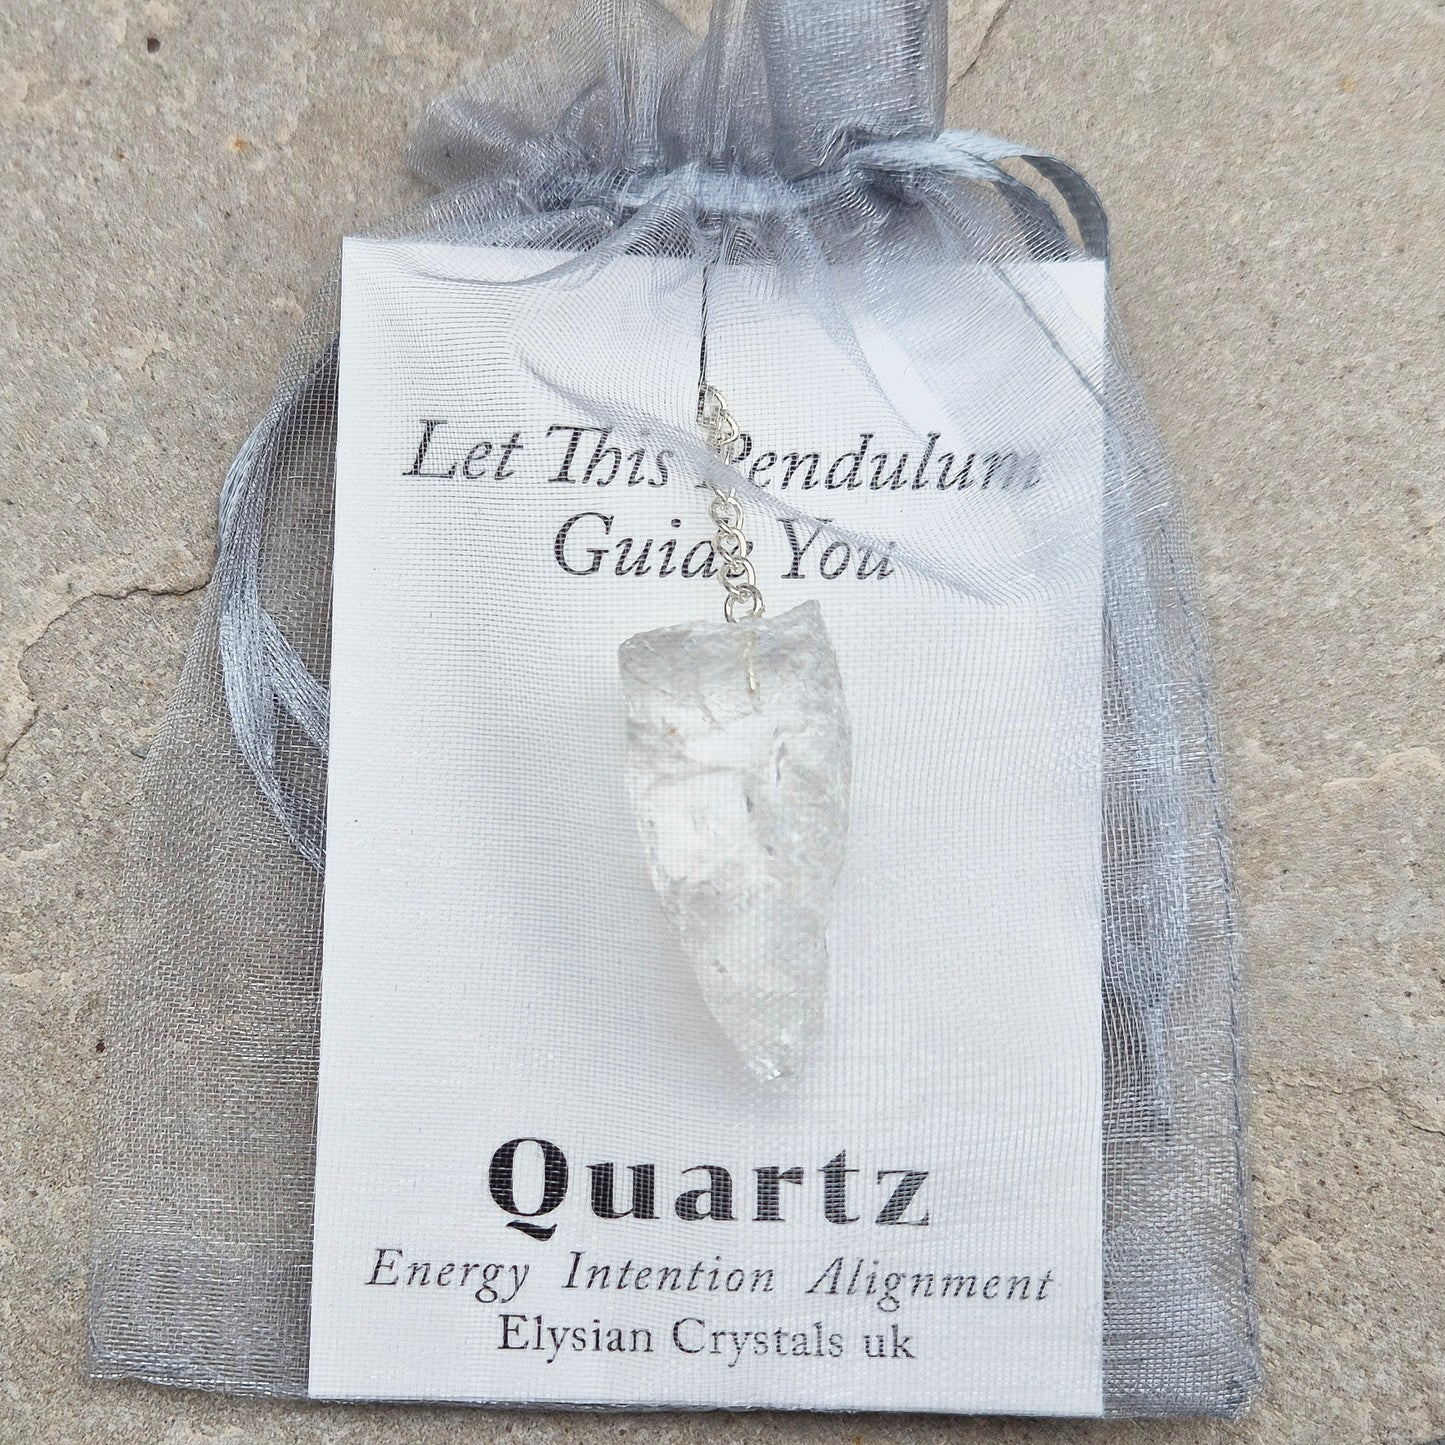 Let This Pendulum
Guide You
Quartz
Energy Intention Alignment
Elysian Crystals uk